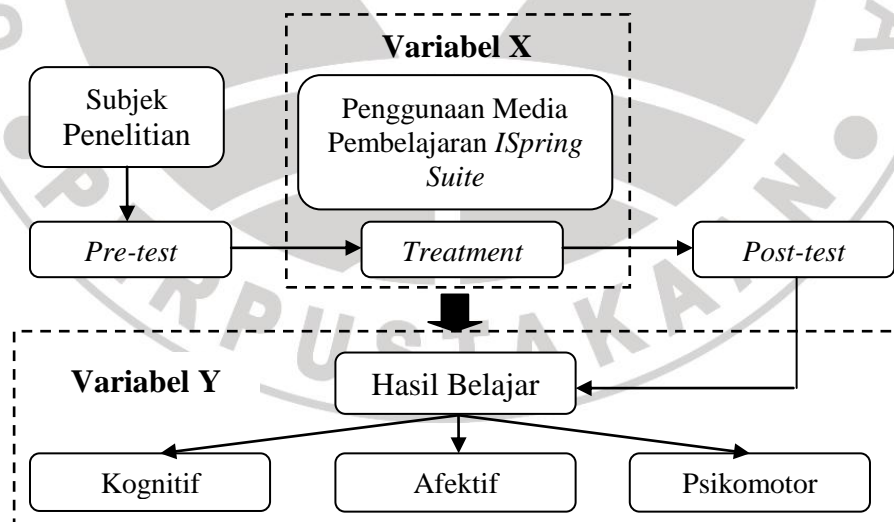 Variabel X
Subjek
Penelitian
Penggunaan Media
Pembelajaran ISpring
Suite
Pre-test
Treatment
Post-test
PERPUSTAKAAN
Variabel Y
Hasil Belajar
Kognitif
Afektif
Psikomotor